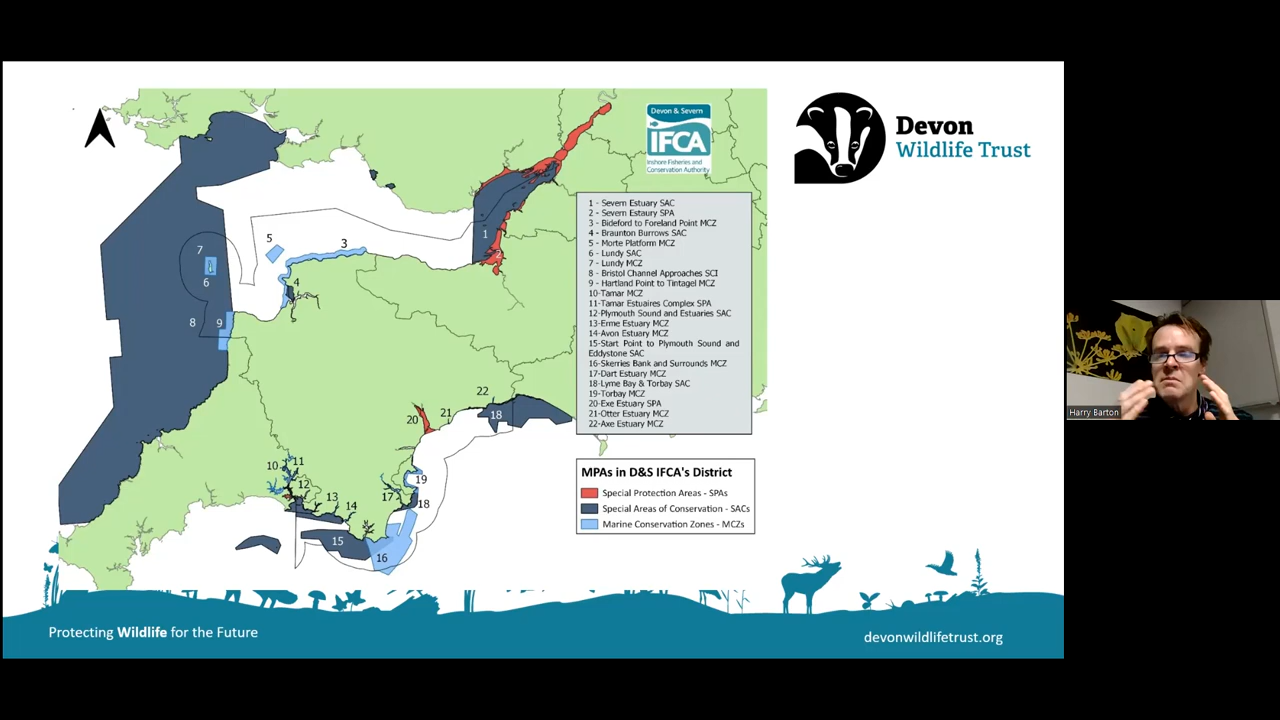 Devon & Severn
IFCA
Inshore Fisheries and
Conservation Authority
Devon
Wildlife Trust
1 - Severn Estuary SAC
2 - Severn Estaury SPA
3 - Bideford to Foreland Point MCZ
4 - Braunton Burrows SAC
5 - Morte Platform MCZ
6 - Lundy SAC
7 - Lundy MCZ
8 - Bristol Channel Approaches SCI
9 - Hartland Point to Tintagel MCZ
10-Tamar MCZ
11-Tamar Estuaires Complex SPA
12-Plymouth Sound and Estuaries SAC
13-Erme Estuary MCZ
14-Avon Estuary MCZ
15-Start Point to Plymouth Sound and
Eddystone SAC
16-Skerries Bank and Surrounds MCZ
17-Dart Estuary MCZ
18-Lyme Bay & Torbay SAC
19-Torbay MCZ
20-Exe Estuary SPA
21-Otter Estuary MCZ
22-Axe Estuary MCZ
1
2
3
5
7
6
4
8
9
22
18
20
21
10
11
12
13
14
17
19
18
15
16
MPAs in D&S IFCA's District
Special Protection Areas - SPAs
Special Areas of Conservation - SACs
Marine Conservation Zones - MCZs
Harry Barton
Protecting Wildlife for the Future
devonwildlifetrust.org